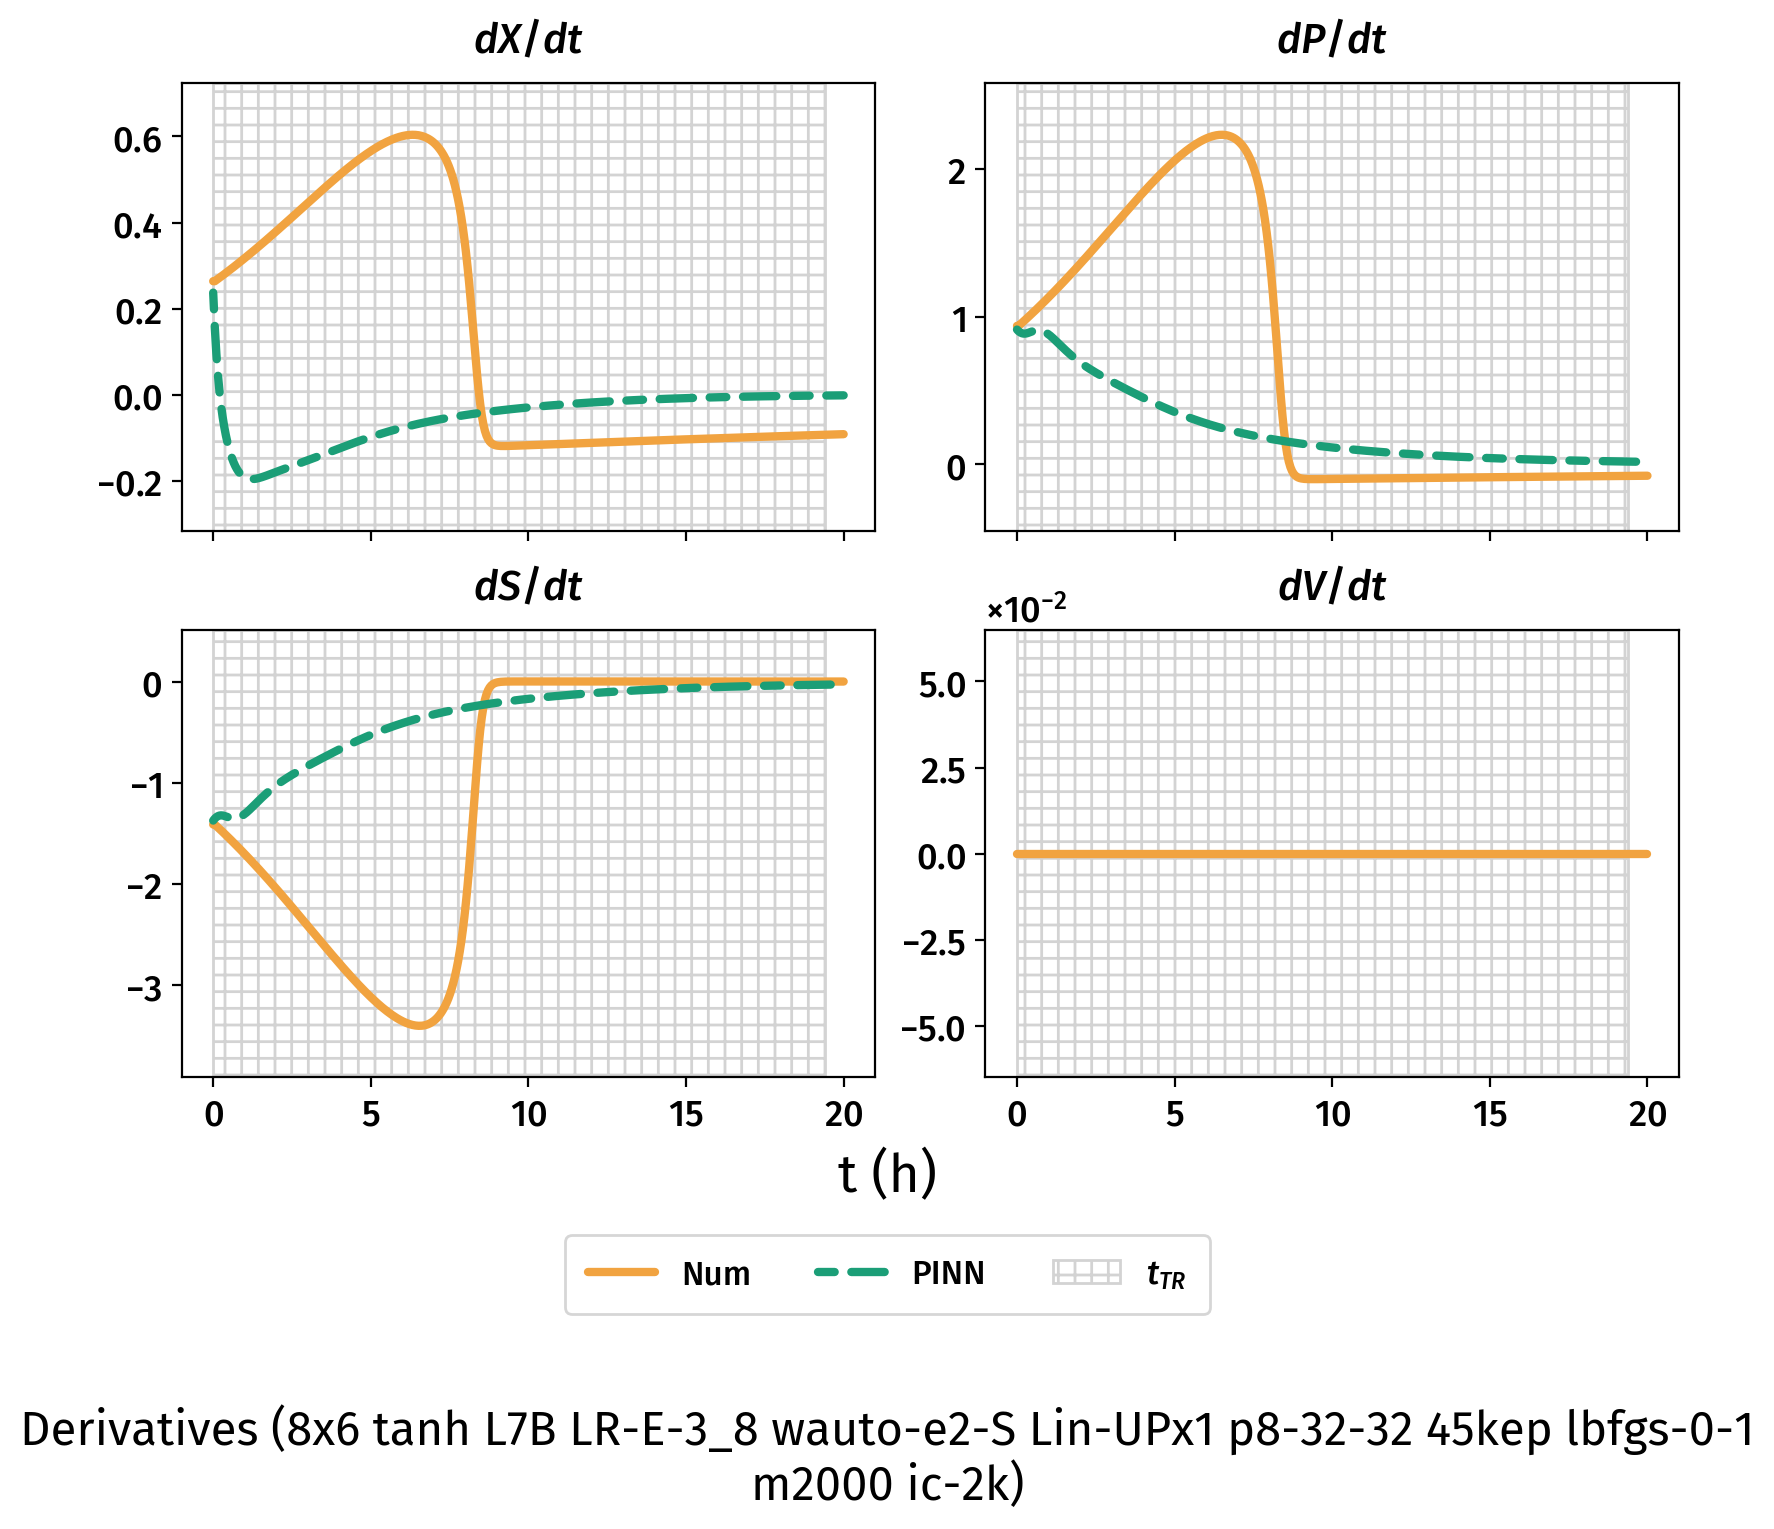 dX/dt
dP/dt
0.6
0.4
0.2
0.0
−0.2
2
1
0
dS/dt
dV/dt
×10⁻²
0
−1
−2
−3
5.0
2.5
0.0
−2.5
−5.0
0 5 10 15 20
0 5 10 15 20
t (h)
Num PINN t_TR
Derivatives (8x6 tanh L7B LR-E-3_8 wauto-e2-S Lin-UPx1 p8-32-32 45kep lbfgs-0-1
m2000 ic-2k)